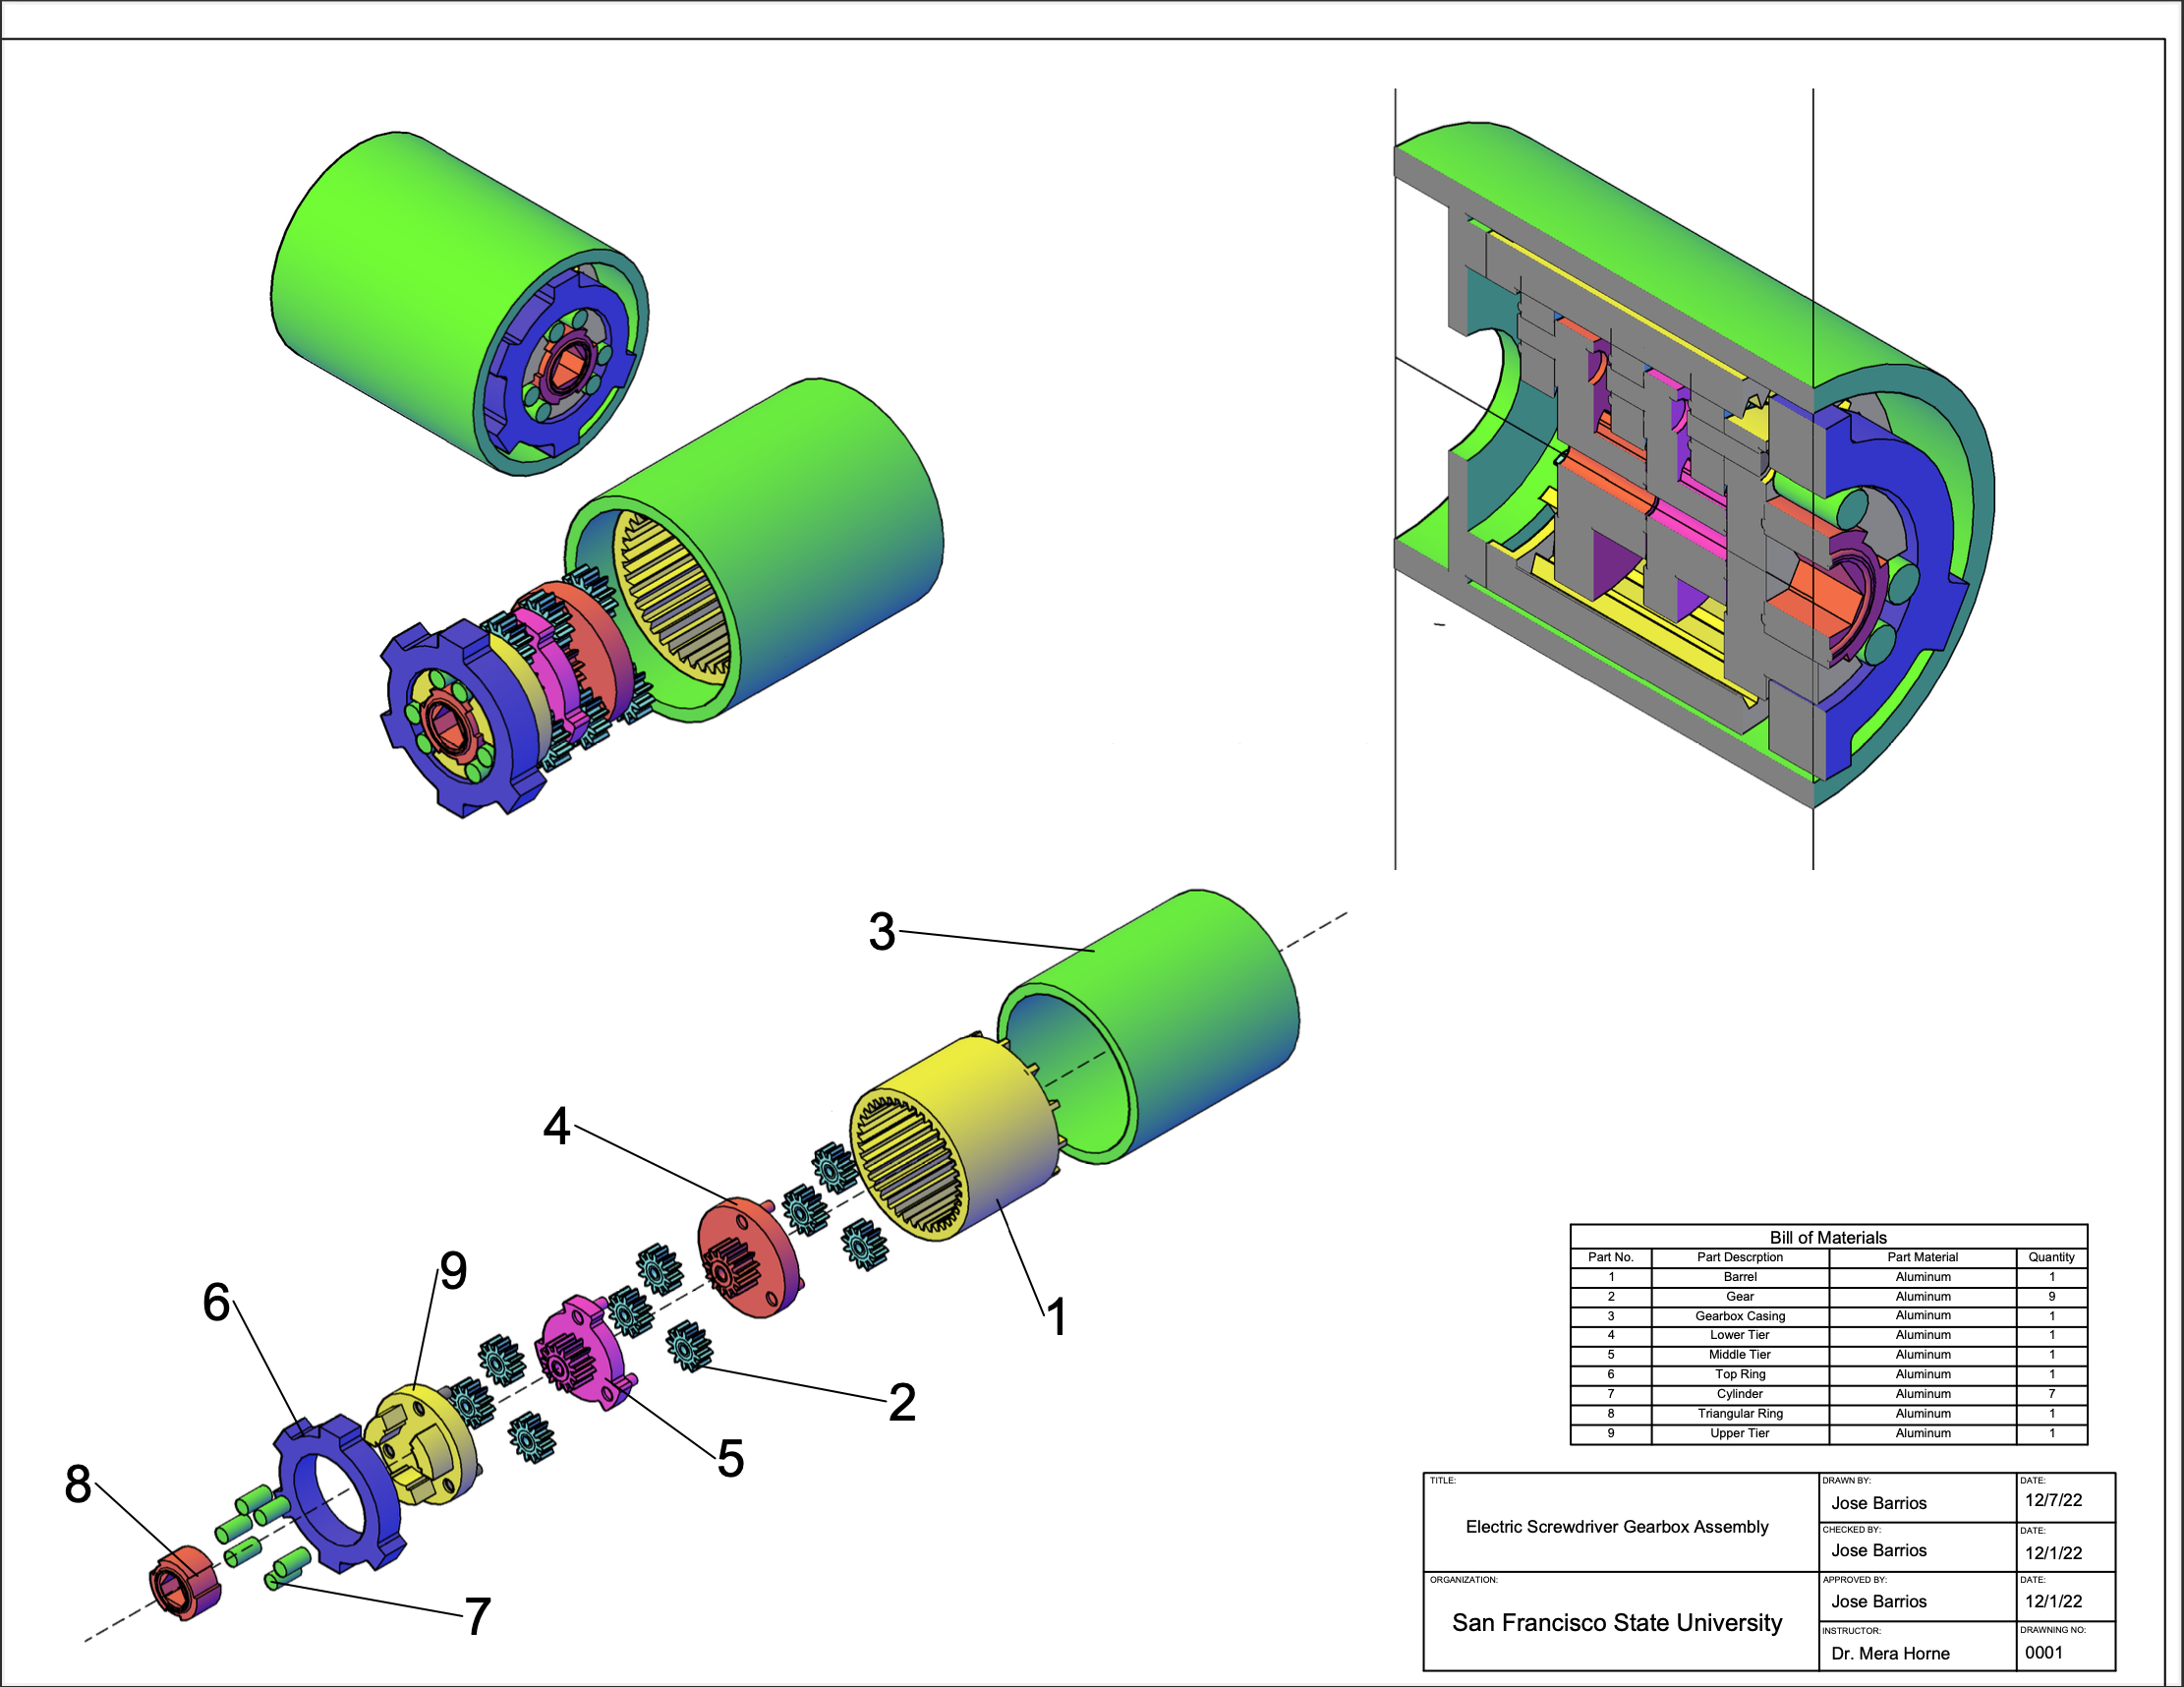 3
4
9
6
1
2
5
8
7
Bill of Materials
Part No. Part Descrption Part Material Quantity
1 Barrel Aluminum 1
2 Gear Aluminum 9
3 Gearbox Casing Aluminum 1
4 Lower Tier Aluminum 1
5 Middle Tier Aluminum 1
6 Top Ring Aluminum 1
7 Cylinder Aluminum 7
8 Triangular Ring Aluminum 1
9 Upper Tier Aluminum 1
TITLE:
Electric Screwdriver Gearbox Assembly
DRAWN BY: DATE:
Jose Barrios 12/7/22
CHECKED BY: DATE:
Jose Barrios 12/1/22
ORGANIZATION:
San Francisco State University
APPROVED BY: DATE:
Jose Barrios 12/1/22
INSTRUCTOR: DRAWING NO:
Dr. Mera Horne 0001